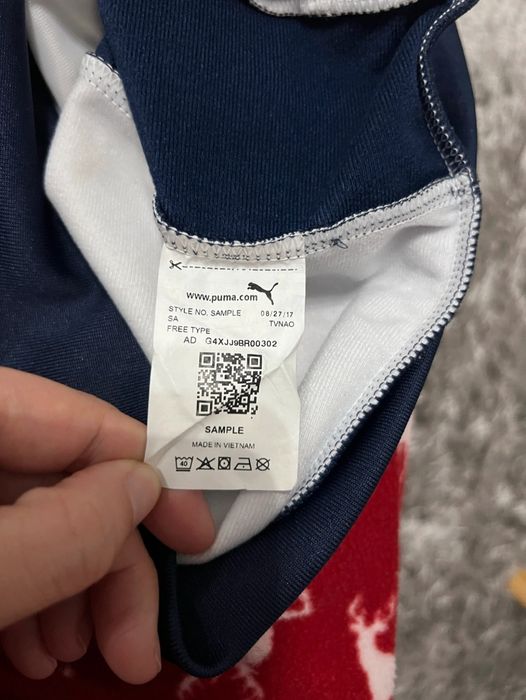 www.puma.com
STYLE NO. SAMPLE 08/27/17
SA TVNAO
FREE TYPE
AD G4XJJ9BR00302
SAMPLE
MADE IN VIETNAM
40